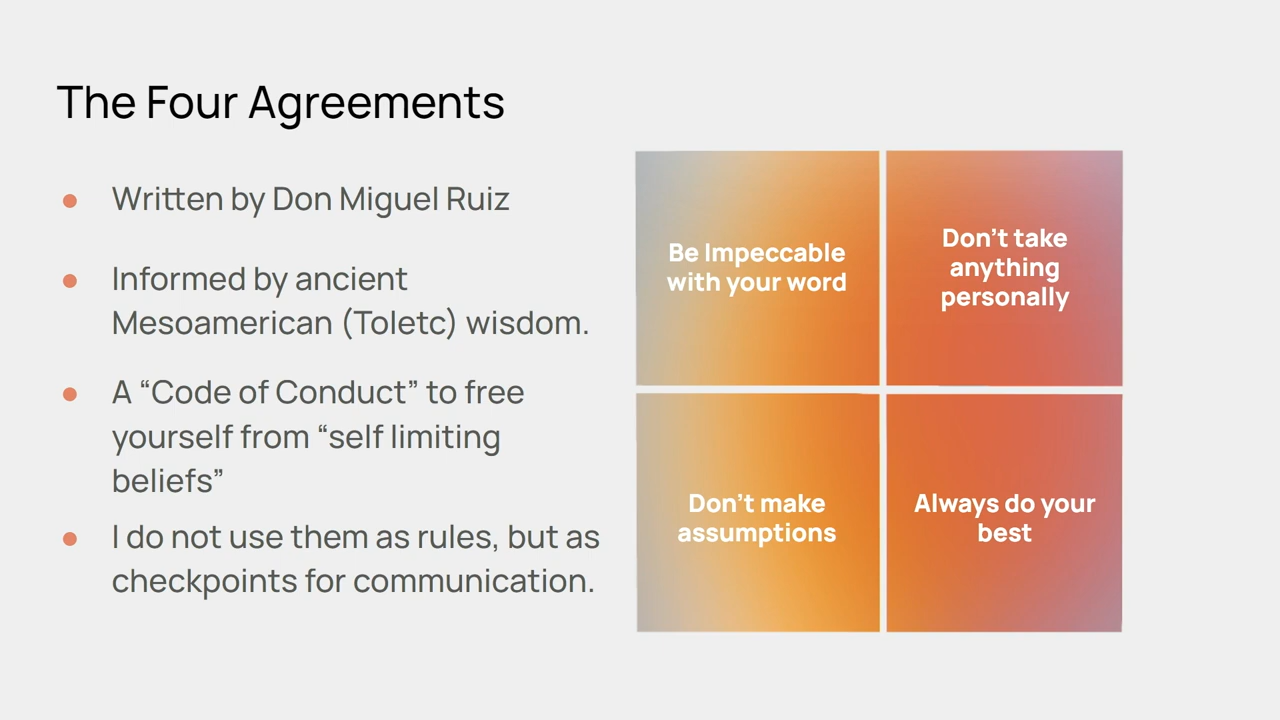 The Four Agreements
Written by Don Miguel Ruiz
Informed by ancient
Mesoamerican (Toletc) wisdom.
A “Code of Conduct” to free
yourself from “self limiting
beliefs”
I do not use them as rules, but as
checkpoints for communication.
Be Impeccable
with your word
Don’t take
anything
personally
Don’t make
assumptions
Always do your
best